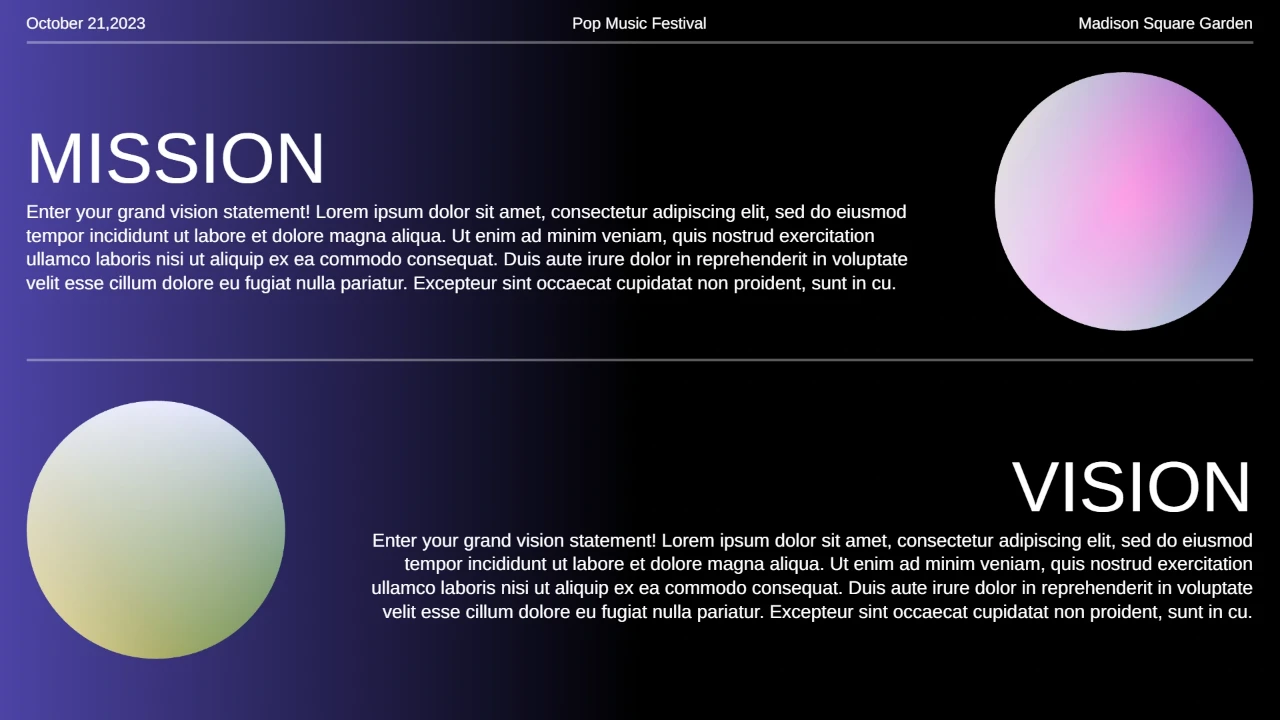 October 21,2023
Pop Music Festival
Madison Square Garden
MISSION
Enter your grand vision statement! Lorem ipsum dolor sit amet, consectetur adipiscing elit, sed do eiusmod
tempor incididunt ut labore et dolore magna aliqua. Ut enim ad minim veniam, quis nostrud exercitation
ullamco laboris nisi ut aliquip ex ea commodo consequat. Duis aute irure dolor in reprehenderit in voluptate
velit esse cillum dolore eu fugiat nulla pariatur. Excepteur sint occaecat cupidatat non proident, sunt in cu.
VISION
Enter your grand vision statement! Lorem ipsum dolor sit amet, consectetur adipiscing elit, sed do eiusmod
tempor incididunt ut labore et dolore magna aliqua. Ut enim ad minim veniam, quis nostrud exercitation
ullamco laboris nisi ut aliquip ex ea commodo consequat. Duis aute irure dolor in reprehenderit in voluptate
velit esse cillum dolore eu fugiat nulla pariatur. Excepteur sint occaecat cupidatat non proident, sunt in cu.